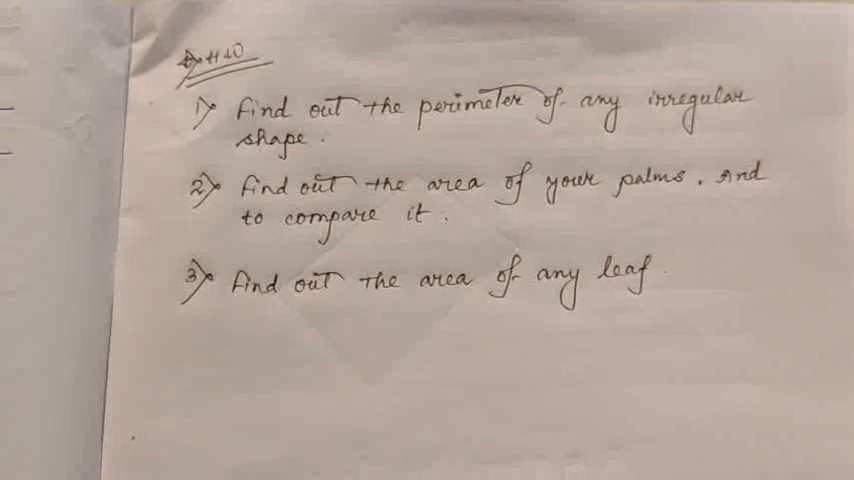 1) Find out the perimeter of any irregular
shape.
2) Find out the area of your palms. And
to compare it.
3) Find out the area of any leaf.